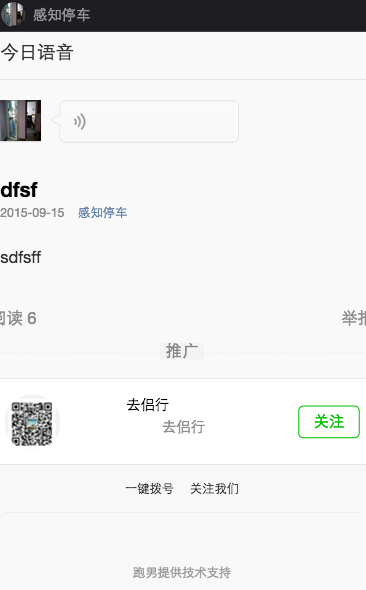 感知停车
今日语音
dfsf
2015-09-15 感知停车
sdfsff
阅读 6 举报
推广
去侣行
去侣行
关注
一键拨号 关注我们
跑男提供技术支持